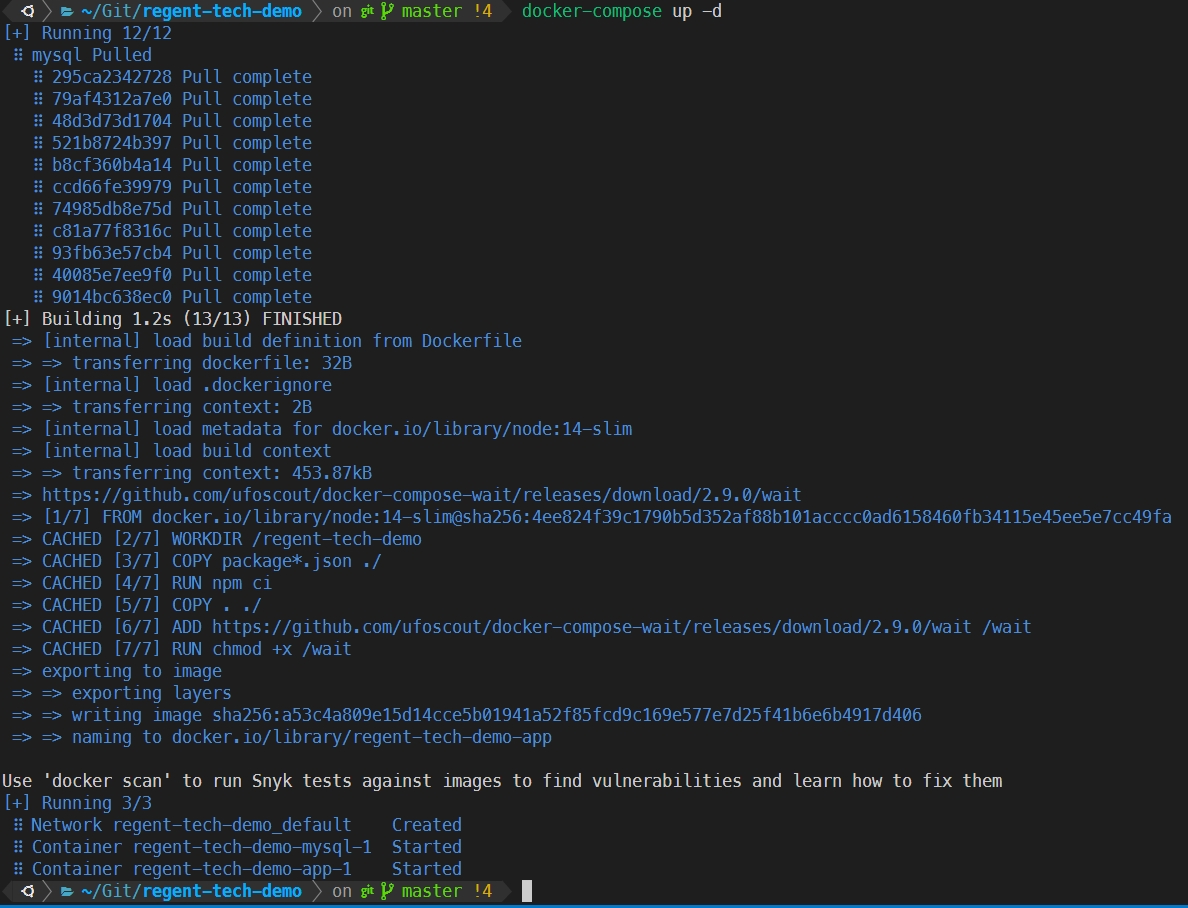 ~/Git/regent-tech-demo on git master !4 docker-compose up -d
[+] Running 12/12
⠿ mysql Pulled
⠿ 295ca2342728 Pull complete
⠿ 79af4312a7e0 Pull complete
⠿ 48d3d73d1704 Pull complete
⠿ 521b8724b397 Pull complete
⠿ b8cf360b4a14 Pull complete
⠿ ccd66fe39979 Pull complete
⠿ 74985db8e75d Pull complete
⠿ c81a77f8316c Pull complete
⠿ 93fb63e57cb4 Pull complete
⠿ 40085e7ee9f0 Pull complete
⠿ 9014bc638ec0 Pull complete
[+] Building 1.2s (13/13) FINISHED
=> [internal] load build definition from Dockerfile
=> => transferring dockerfile: 32B
=> [internal] load .dockerignore
=> => transferring context: 2B
=> [internal] load metadata for docker.io/library/node:14-slim
=> [internal] load build context
=> => transferring context: 453.87kB
=> https://github.com/ufoscout/docker-compose-wait/releases/download/2.9.0/wait
=> [1/7] FROM docker.io/library/node:14-slim@sha256:4ee824f39c1790b5d352af88b101acccc0ad6158460fb34115e45ee5e7cc49fa
=> CACHED [2/7] WORKDIR /regent-tech-demo
=> CACHED [3/7] COPY package*.json ./
=> CACHED [4/7] RUN npm ci
=> CACHED [5/7] COPY . ./
=> CACHED [6/7] ADD https://github.com/ufoscout/docker-compose-wait/releases/download/2.9.0/wait /wait
=> CACHED [7/7] RUN chmod +x /wait
=> exporting to image
=> => exporting layers
=> => writing image sha256:a53c4a809e15d14cce5b01941a52f85fcd9c169e577e7d25f41b6e6b4917d406
=> => naming to docker.io/library/regent-tech-demo-app
Use 'docker scan' to run Snyk tests against images to find vulnerabilities and learn how to fix them
[+] Running 3/3
⠿ Network regent-tech-demo_default Created
⠿ Container regent-tech-demo-mysql-1 Started
⠿ Container regent-tech-demo-app-1 Started
~/Git/regent-tech-demo on git master !4